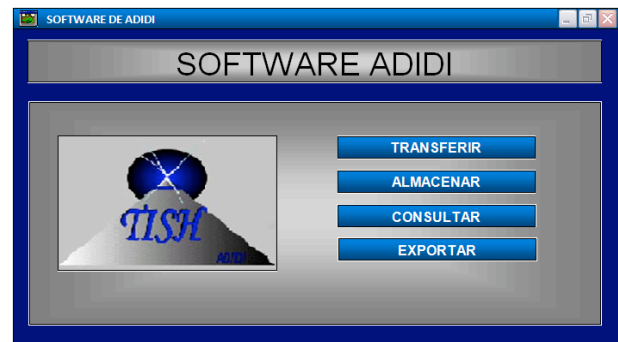 SOFTWARE DE ADIDI
SOFTWARE ADIDI
TISH
ADIDI
TRANSFERIR
ALMACENAR
CONSULTAR
EXPORTAR